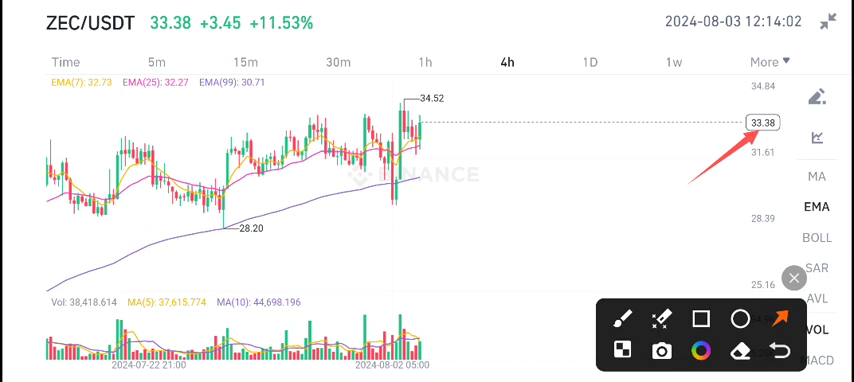 ZEC/USDT 33.38 +3.45 +11.53% 2024-08-03 12:14:02
Time 5m 15m 30m 1h 4h 1D 1w More
EMA(7): 32.73 EMA(25): 32.27 EMA(99): 30.71
34.84
34.52
33.38
31.61
BINANCE
MA
EMA
28.39
28.20
BOLL
SAR
25.16
AVL
Vol: 38,418.614 MA(5): 37,615.774 MA(10): 44,698.196
VOL
MACD
2024-07-22 21:00 2024-08-02 05:00